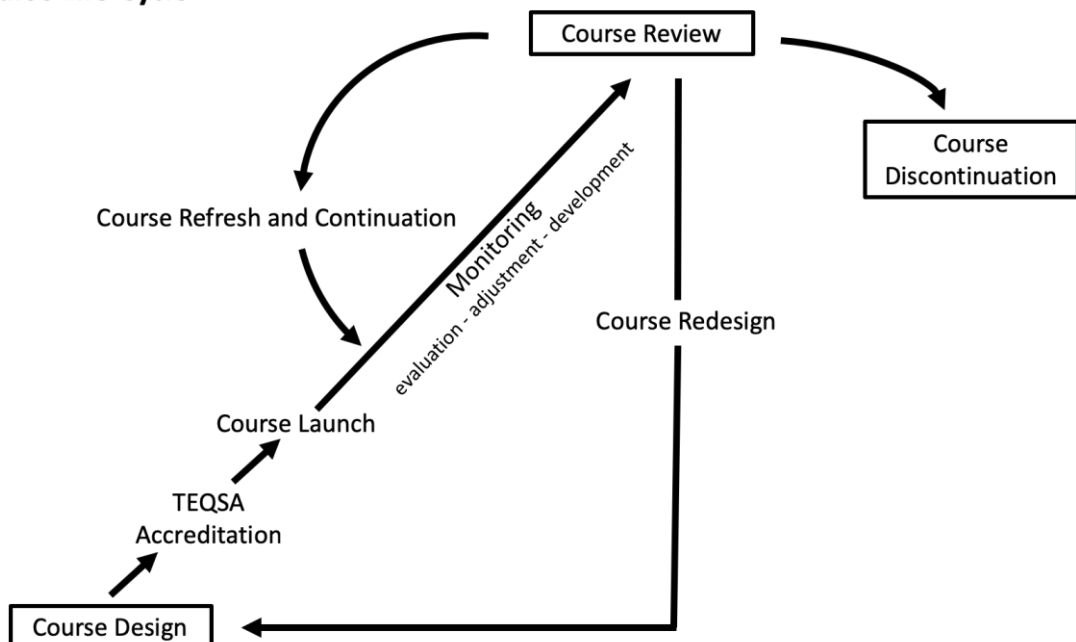 Course Review
Course
Discontinuation
Course Refresh and Continuation
Monitoring
evaluation - adjustment - development
Course Redesign
Course Launch
TEQSA
Accreditation
Course Design